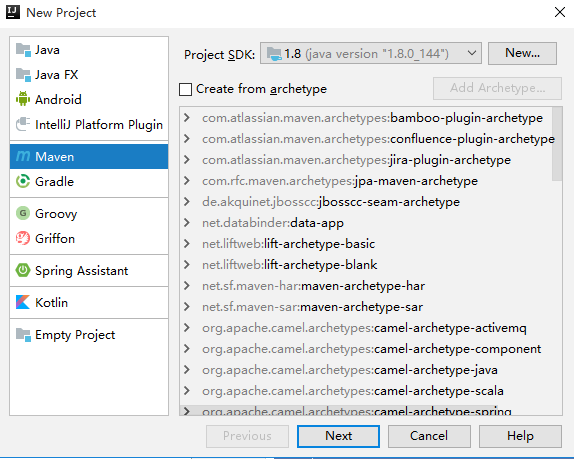 New Project
Java
Java FX
Android
IntelliJ Platform Plugin
Maven
Gradle
Groovy
Griffon
Spring Assistant
Kotlin
Empty Project
Project SDK: 1.8 (java version "1.8.0_144") New...
Create from archetype Add Archetype...
com.atlassian.maven.archetypes:bamboo-plugin-archetype
com.atlassian.maven.archetypes:confluence-plugin-archetype
com.atlassian.maven.archetypes:jira-plugin-archetype
com.rfc.maven.archetypes:jpa-maven-archetype
de.akquinet.jbosscc:jbosscc-seam-archetype
net.databinder:data-app
net.liftweb:lift-archetype-basic
net.liftweb:lift-archetype-blank
net.sf.maven-har:maven-archetype-har
net.sf.maven-sar:maven-archetype-sar
org.apache.camel.archetypes:camel-archetype-activemq
org.apache.camel.archetypes:camel-archetype-component
org.apache.camel.archetypes:camel-archetype-java
org.apache.camel.archetypes:camel-archetype-scala
org.apache.camel.archetypes:camel-archetype-spring
Previous Next Cancel Help